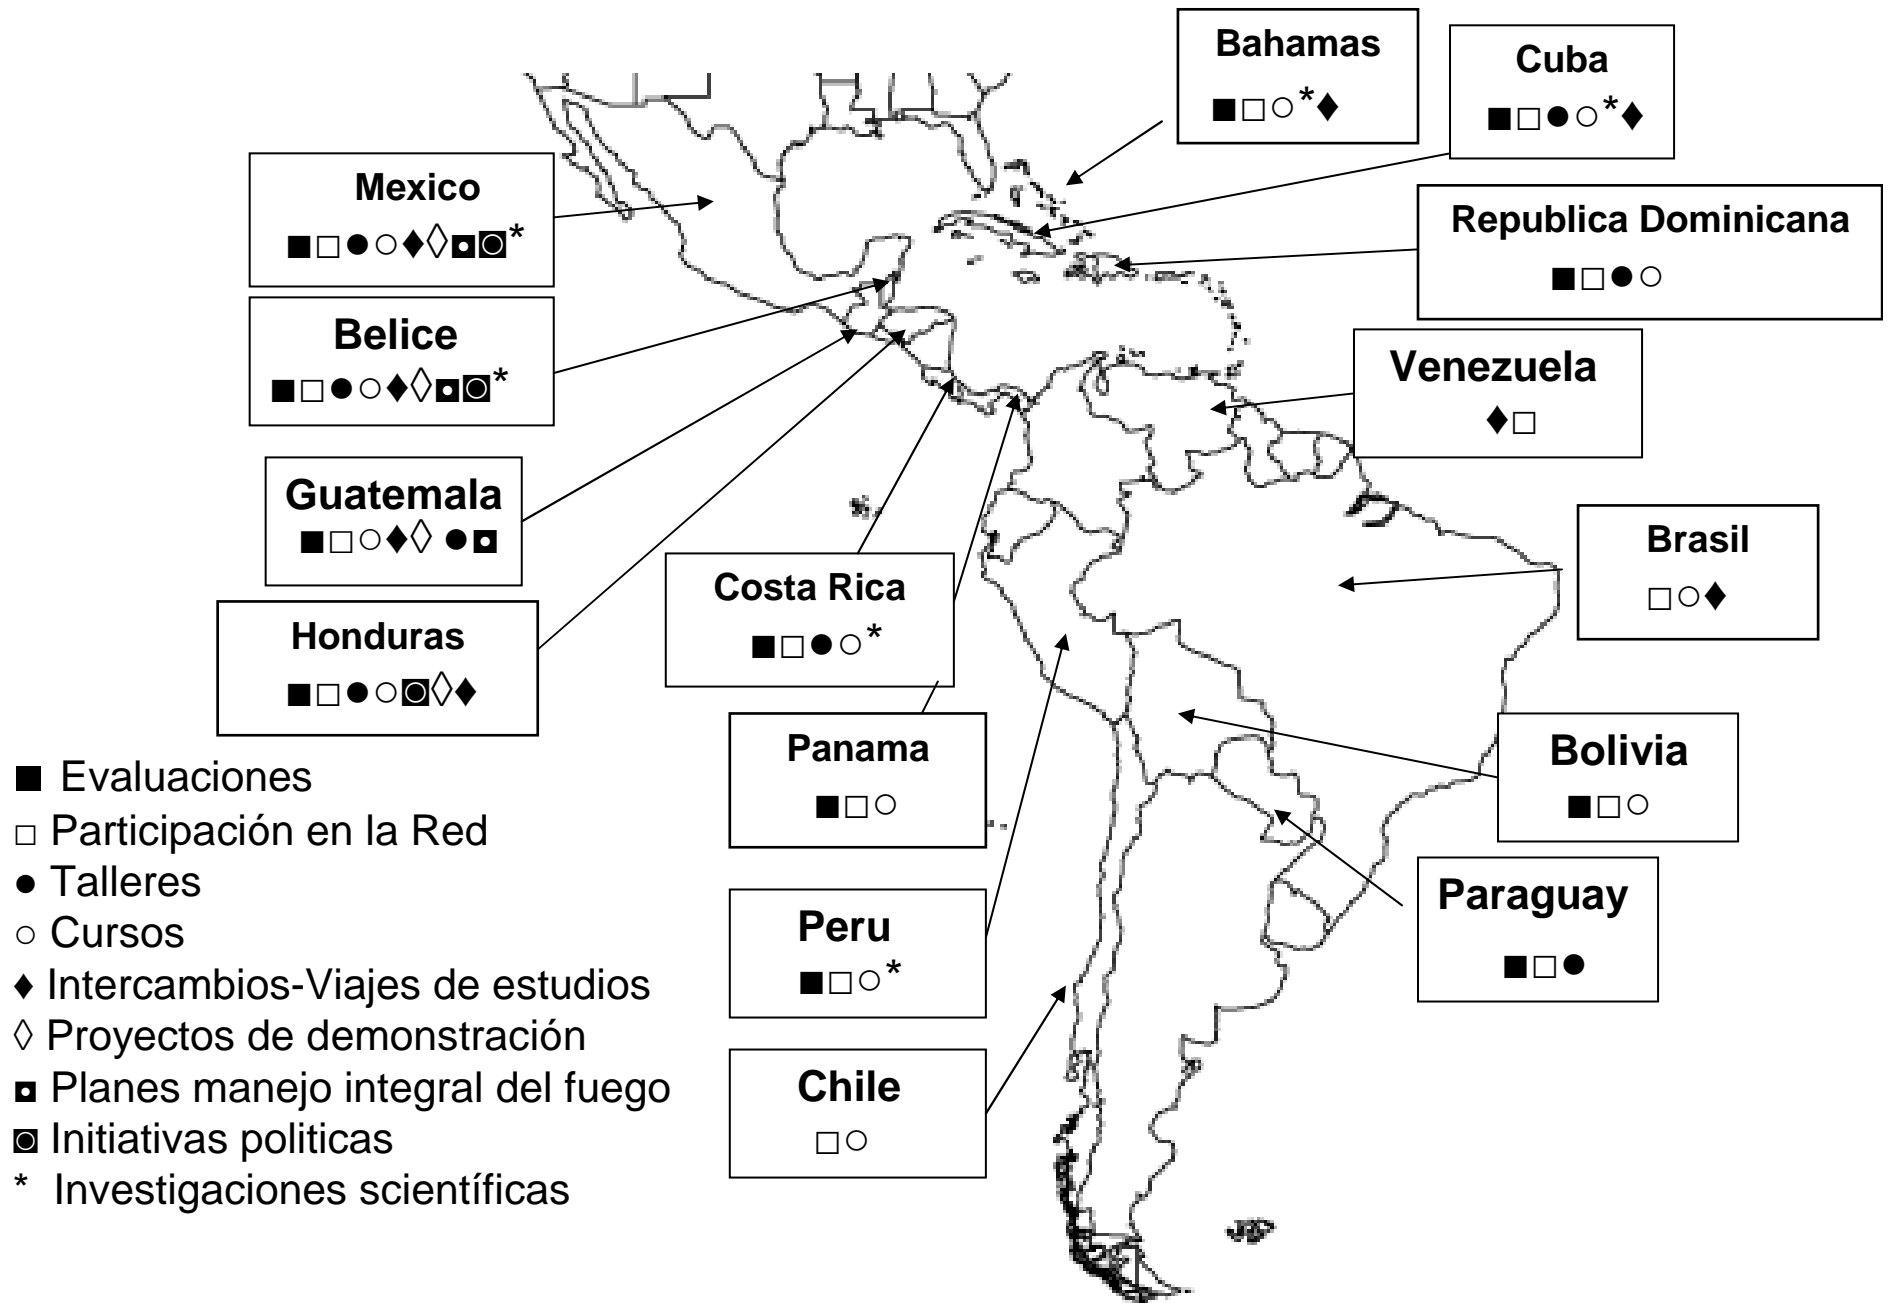 Bahamas
■□○*♦
Cuba
■□●○*♦
Mexico
■□●○♦◊◘◙*
Republica Dominicana
■□●○
Belice
■□●○♦◊◘◙*
Venezuela
♦□
Guatemala
■□○♦◊ ●◘
Brasil
□○♦
Costa Rica
■□●○*
Honduras
■□●○◙◊♦
Panama
■□○
Bolivia
■□○
Peru
■□○*
Paraguay
■□●
Chile
□○
■ Evaluaciones
□ Participación en la Red
● Talleres
○ Cursos
♦ Intercambios-Viajes de estudios
◊ Proyectos de demonstración
◘ Planes manejo integral del fuego
◙ Initiativas politicas
* Investigaciones scientíficas